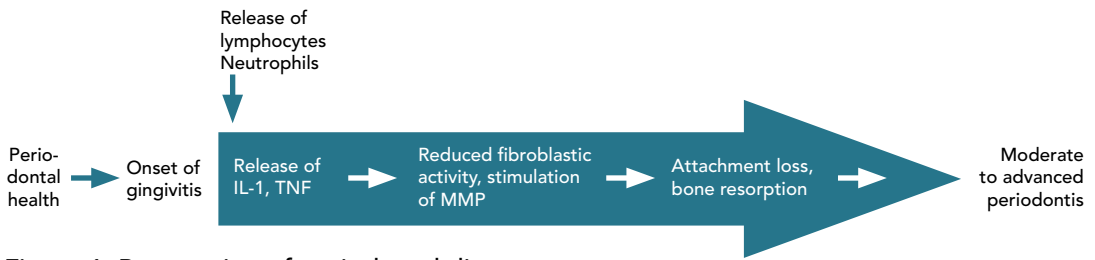 Release of
lymphocytes
Neutrophils
Perio-
dontal
health
Onset of
gingivitis
Release of
IL-1, TNF
Reduced fibroblastic
activity, stimulation
of MMP
Attachment loss,
bone resorption
Moderate
to advanced
periodontis